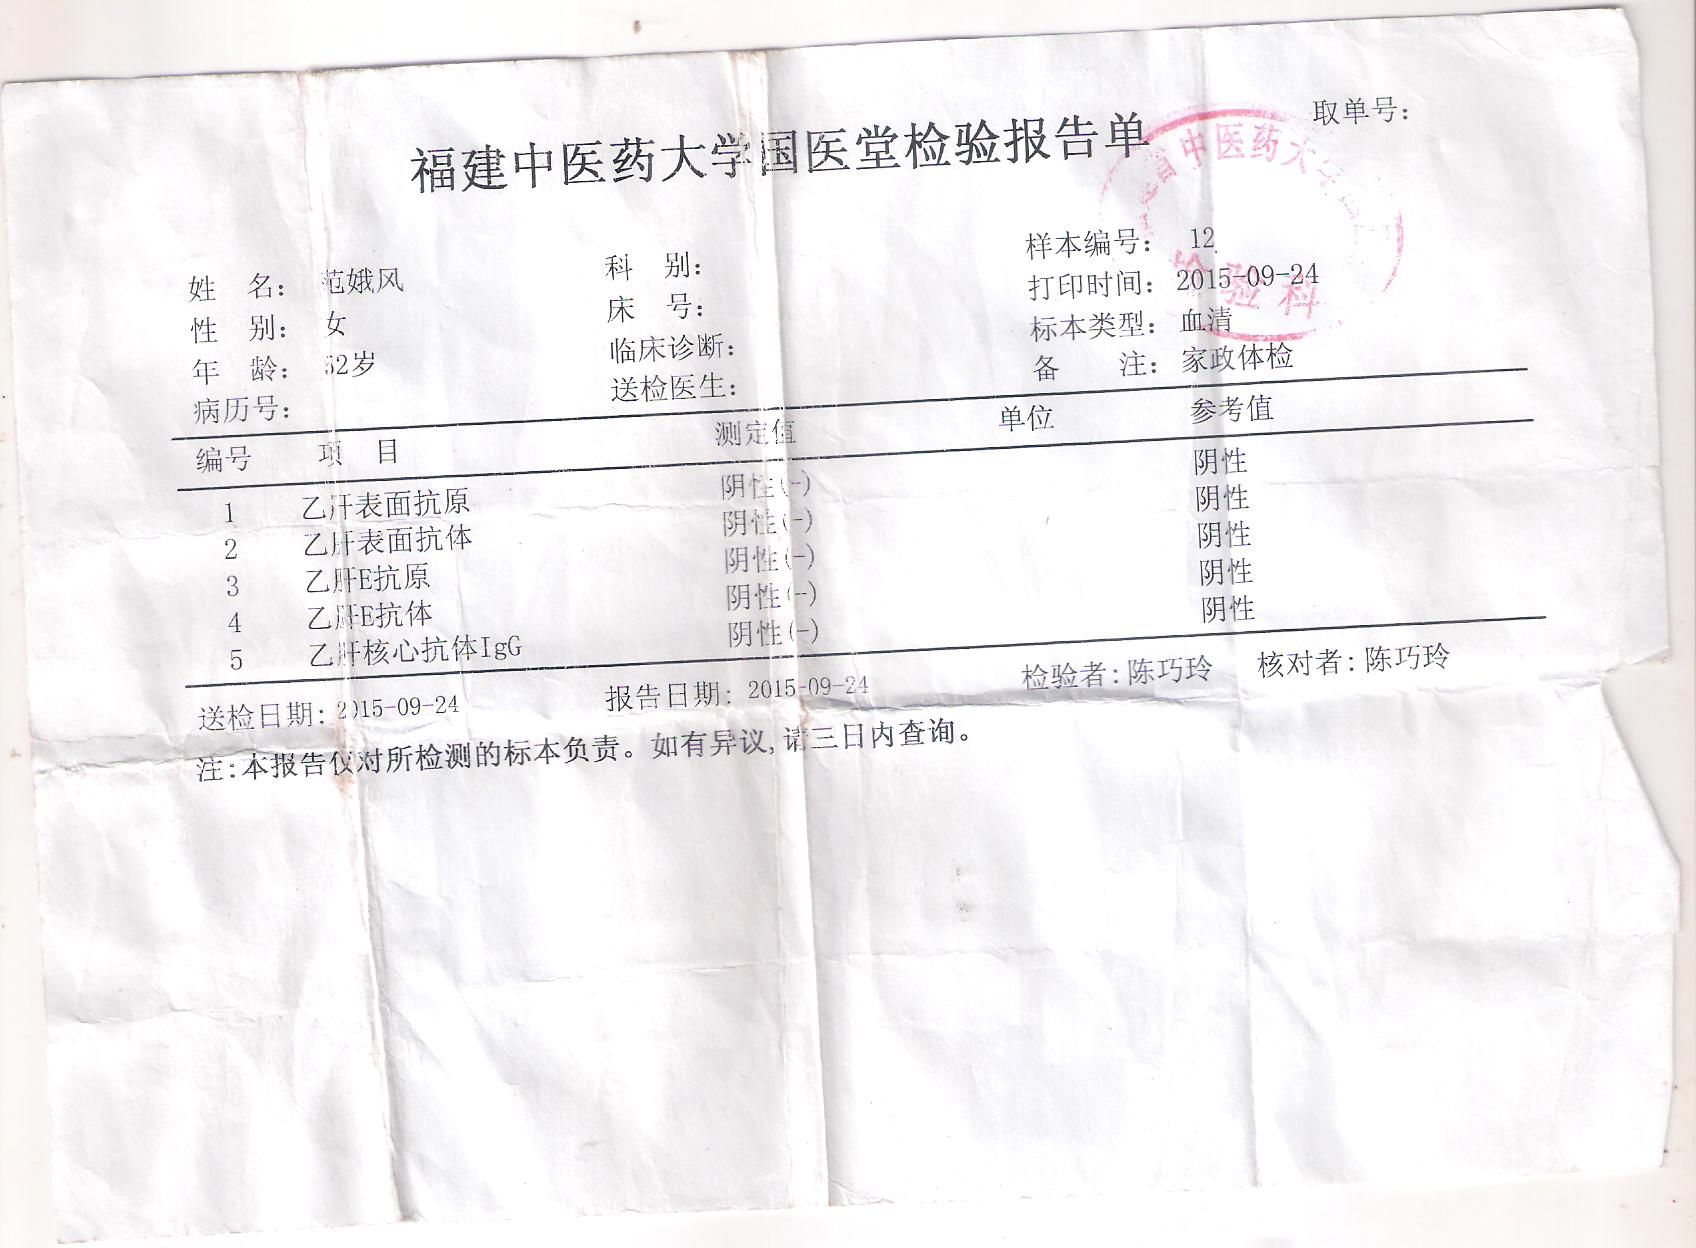 取单号:
福建中医药大学国医堂检验报告单
姓 名: 范娥风 科 别: 样本编号: 12
性 别: 女 床 号: 打印时间: 2015-09-24
年 龄: 52岁 临床诊断: 标本类型: 血清
病历号: 送检医生: 备 注: 家政体检
编号 项 目 测定值 单位 参考值
1 乙肝表面抗原 阴性(-) 阴性
2 乙肝表面抗体 阴性(-) 阴性
3 乙肝E抗原 阴性(-) 阴性
4 乙肝E抗体 阴性(-) 阴性
5 乙肝核心抗体IgG 阴性(-) 阴性
送检日期: 2015-09-24 报告日期: 2015-09-24 检验者: 陈巧玲 核对者: 陈巧玲
注:本报告仅对所检测的标本负责。如有异议,请三日内查询。
省中医药大学
检验科